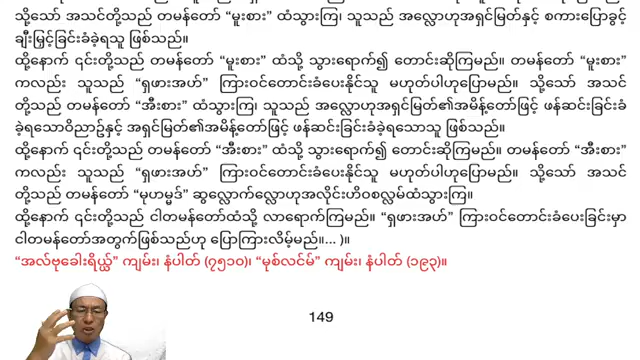 သို့သော် အသင်တို့သည် တမန်တော် “မူးစား” ထံသွားကြ၊ သူသည် အလ္လောဟုအရှင်မြတ်နှင့် စကားပြောခွင့်
ချီးမြှင့်ခြင်းခံခဲ့ရသူ ဖြစ်သည်။
ထို့နောက် ၎င်းတို့သည် တမန်တော် “မူးစား” ထံသို့ သွားရောက်၍ တောင်းဆိုကြမည်။ တမန်တော် “မူးစား”
ကလည်း သူသည် “ရှဖားအဟ်” ကြားဝင်တောင်းခံပေးနိုင်သူ မဟုတ်ပါဟုပြောမည်။ သို့သော် အသင်
တို့သည် တမန်တော် “အီးစား” ထံသွားကြ၊ သူသည် အလ္လောဟုအရှင်မြတ်၏အမိန့်တော်ဖြင့် ဖန်ဆင်းခြင်းခံ
ခဲ့ရသောဝိညာဉ်နှင့် အရှင်မြတ်၏အမိန့်တော်ဖြင့် ဖန်ဆင်းခြင်းခံခဲ့ရသောသူ ဖြစ်သည်။
ထို့နောက် ၎င်းတို့သည် တမန်တော် “အီးစား” ထံသို့ သွားရောက်၍ တောင်းဆိုကြမည်။ တမန်တော် “အီးစား”
ကလည်း သူသည် “ရှဖားအဟ်” ကြားဝင်တောင်းခံပေးနိုင်သူ မဟုတ်ပါဟုပြောမည်။ သို့သော် အသင်
တို့သည် တမန်တော် “မုဟမ္မဒ်” ဆွလ္လောက်လ္လောဟုအလိုင်းဟိဝစလ္လမ်ထံသွားကြ။
ထို့နောက် ၎င်းတို့သည် ငါတမန်တော်ထံသို့ လာရောက်ကြမည်။ “ရှဖားအဟ်” ကြားဝင်တောင်းခံပေးခြင်းမှာ
ငါတမန်တော်အတွက်ဖြစ်သည်ဟု ပြောကြားလိမ့်မည်။... )။
“အလ်ဗုခေါးရိယ္ယ်” ကျမ်း၊ နံပါတ် (၇၅၁၀)၊ “မုစ်လင်မ်” ကျမ်း၊ နံပါတ် (၁၉၃)။
149